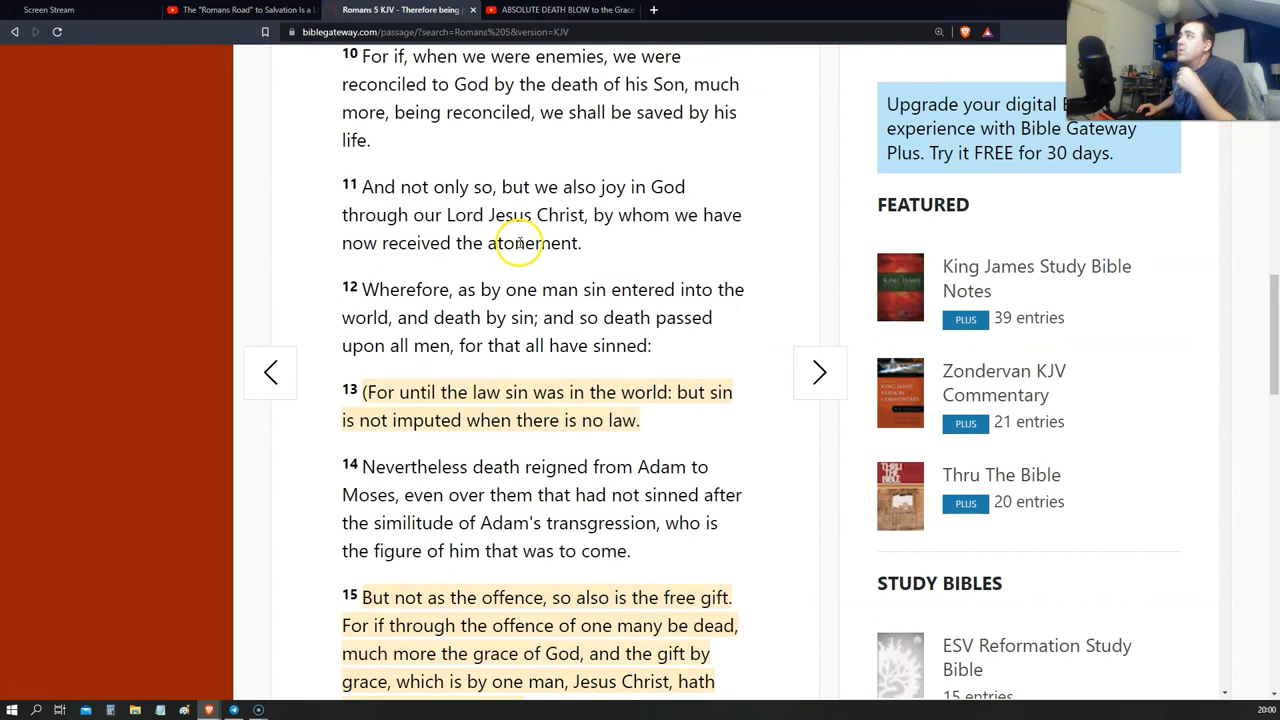 Screen Stream
The "Romans Road" to Salvation Is a L
Romans 5 KJV - Therefore being j
ABSOLUTE DEATH BLOW to the Grace
biblegateway.com/passage/?search=Romans%205&version=KJV
10 For if, when we were enemies, we were
reconciled to God by the death of his Son, much
more, being reconciled, we shall be saved by his
life.
11 And not only so, but we also joy in God
through our Lord Jesus Christ, by whom we have
now received the atonement.
12 Wherefore, as by one man sin entered into the
world, and death by sin; and so death passed
upon all men, for that all have sinned:
13 (For until the law sin was in the world: but sin
is not imputed when there is no law.
14 Nevertheless death reigned from Adam to
Moses, even over them that had not sinned after
the similitude of Adam's transgression, who is
the figure of him that was to come.
15 But not as the offence, so also is the free gift.
For if through the offence of one many be dead,
much more the grace of God, and the gift by
grace, which is by one man, Jesus Christ, hath
Upgrade your digital
experience with Bible Gateway
Plus. Try it FREE for 30 days.
FEATURED
King James Study Bible
Notes
PLUS 39 entries
Zondervan KJV
Commentary
PLUS 21 entries
Thru The Bible
PLUS 20 entries
STUDY BIBLES
ESV Reformation Study
Bible
15 entries
20:00